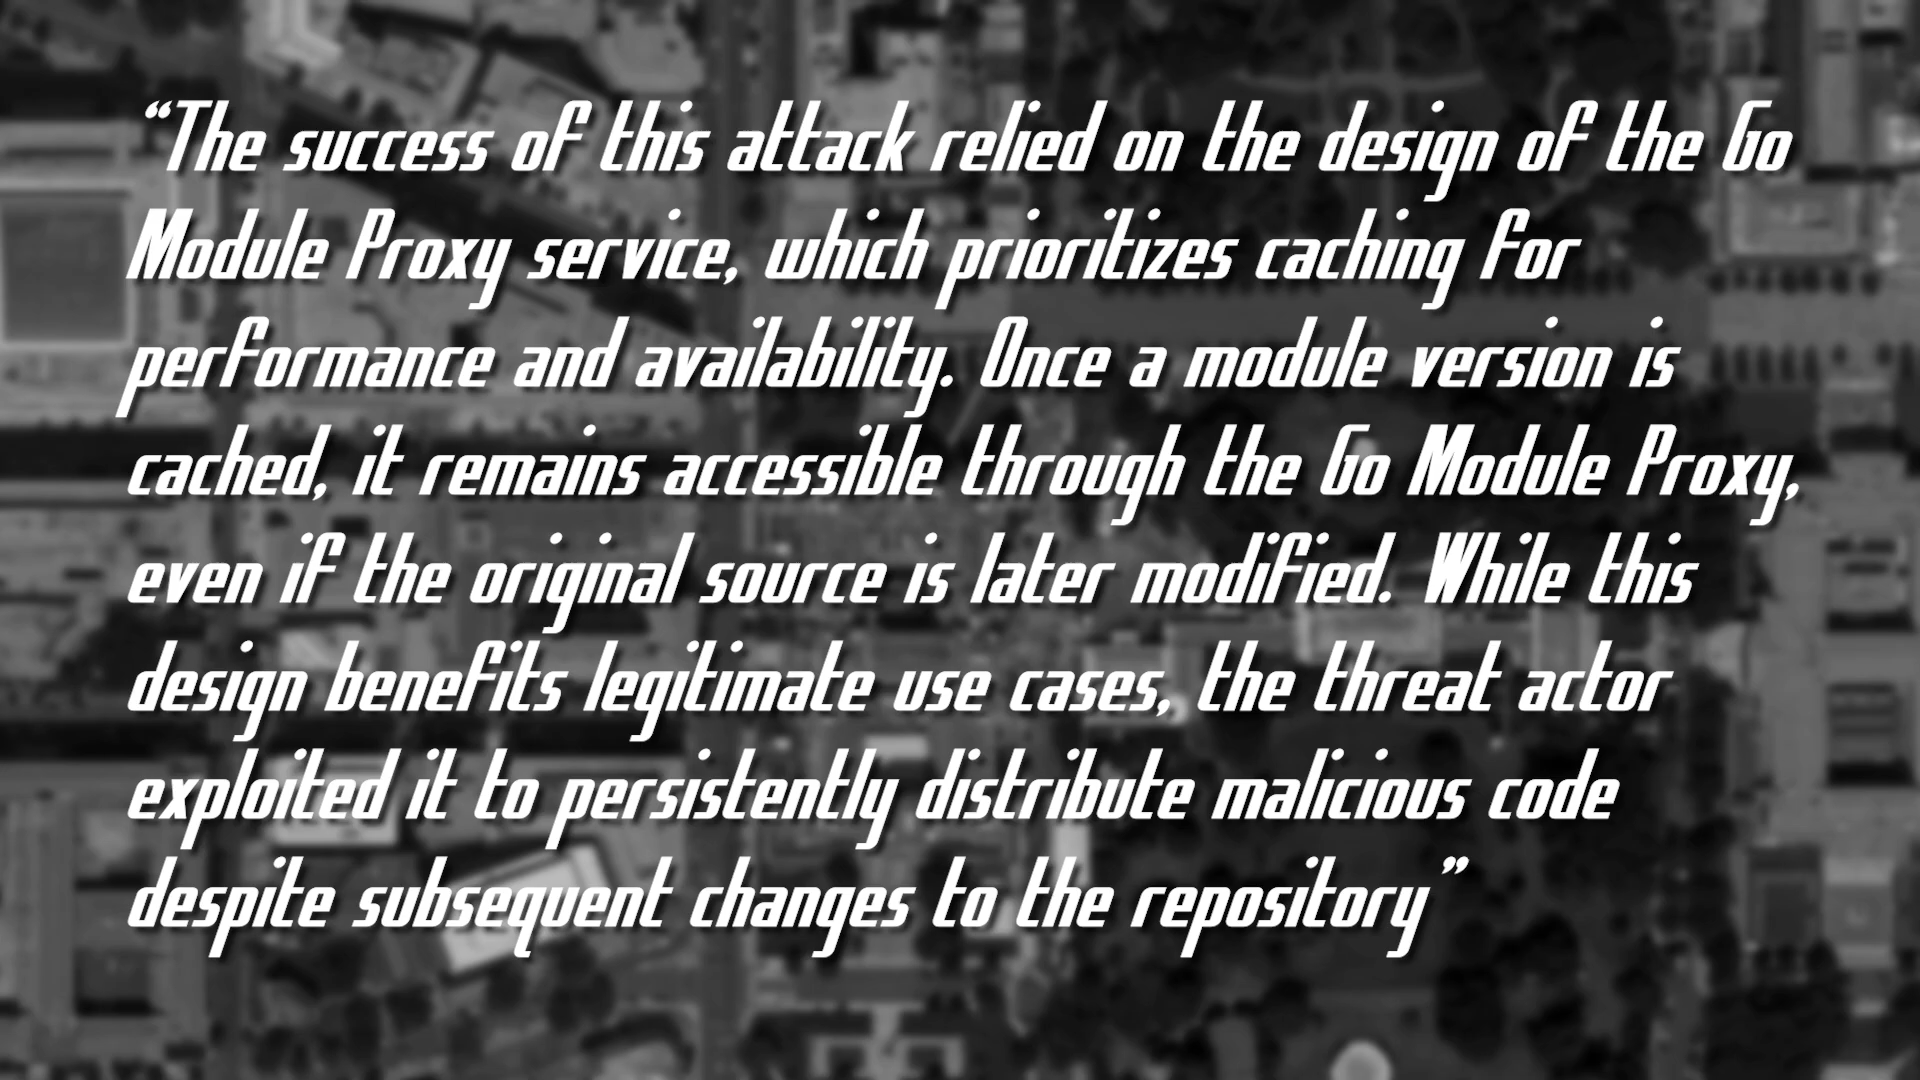 “The success of this attack relied on the design of the Go
Module Proxy service, which prioritizes caching for
performance and availability. Once a module version is
cached, it remains accessible through the Go Module Proxy,
even if the original source is later modified. While this
design benefits legitimate use cases, the threat actor
exploited it to persistently distribute malicious code
despite subsequent changes to the repository”